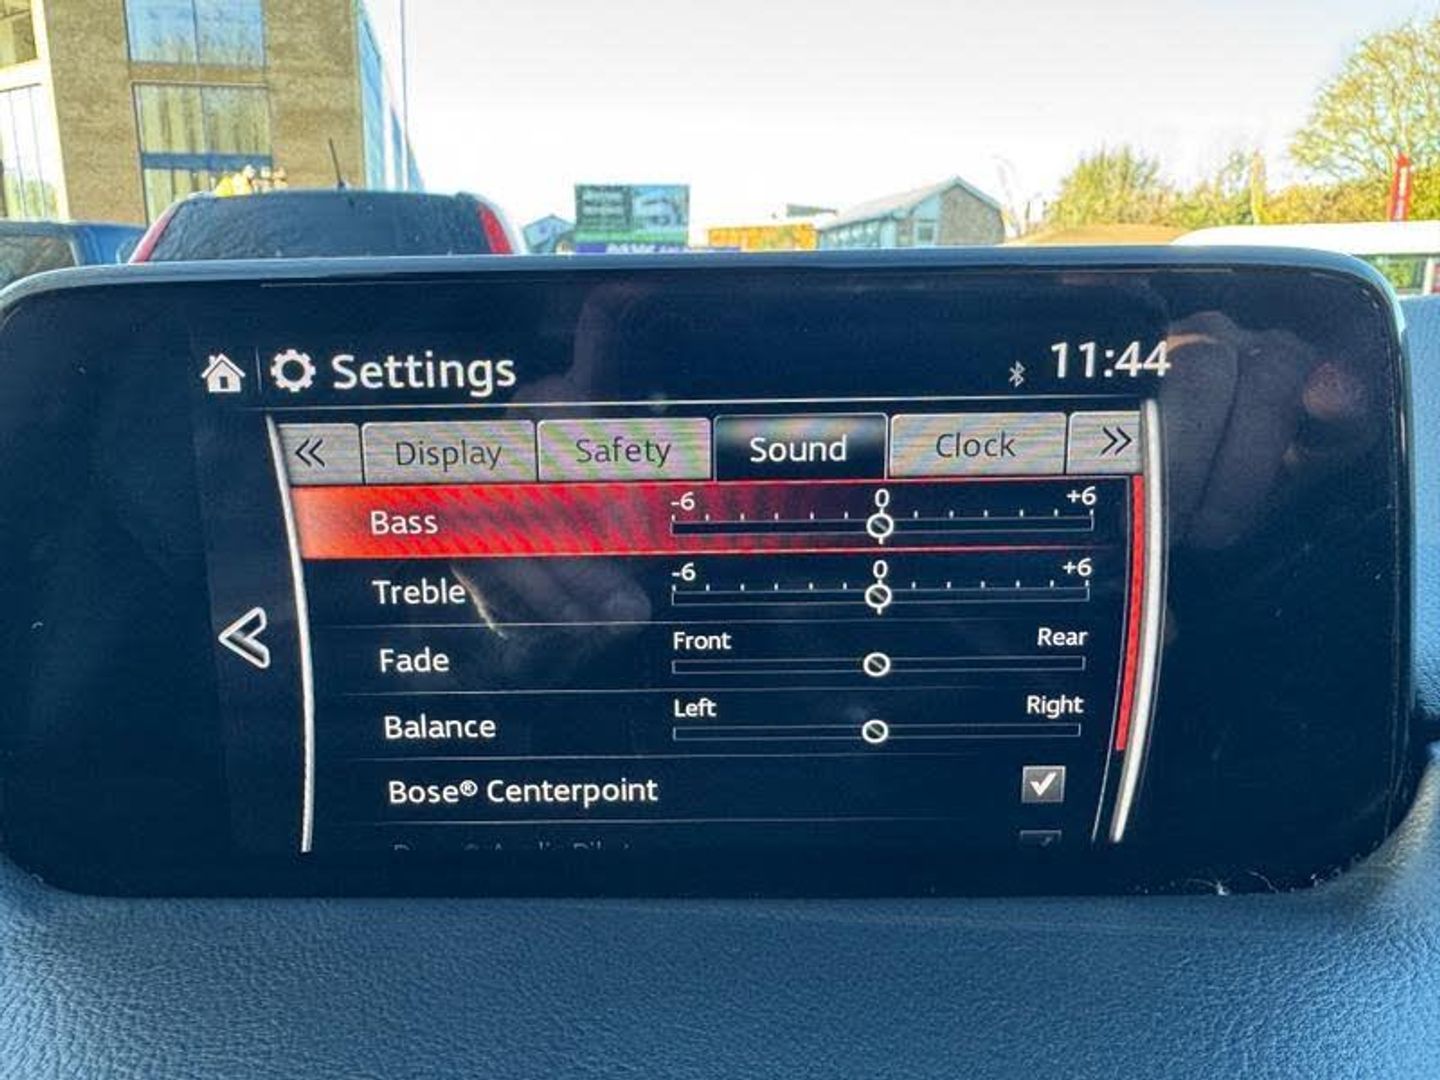 Settings 11:44
« Display Safety Sound Clock »
Bass -6 0 +6
Treble -6 0 +6
Fade Front Rear
Balance Left Right
Bose® Centerpoint